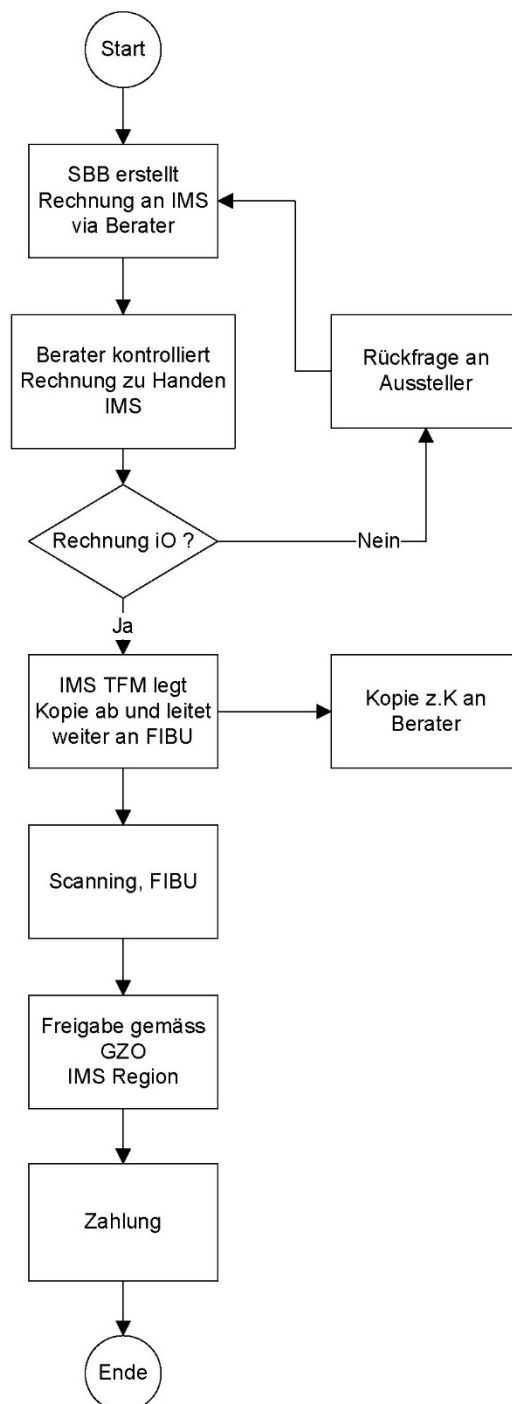 Start
SBB erstellt
Rechnung an IMS
via Berater
Berater kontrolliert
Rechnung zu Handen
IMS
Rückfrage an
Aussteller
Rechnung iO ?
Nein
Ja
IMS TFM legt
Kopie ab und leitet
weiter an FIBU
Kopie z.K an
Berater
Scanning, FIBU
Freigabe gemäss
GZO
IMS Region
Zahlung
Ende